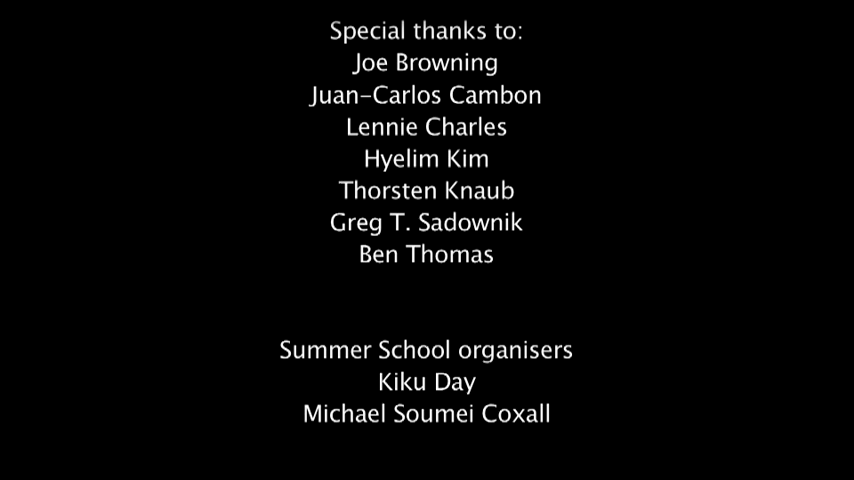 Special thanks to:
Joe Browning
Juan-Carlos Cambon
Lennie Charles
Hyelim Kim
Thorsten Knaub
Greg T. Sadownik
Ben Thomas
Summer School organisers
Kiku Day
Michael Soumei Coxall